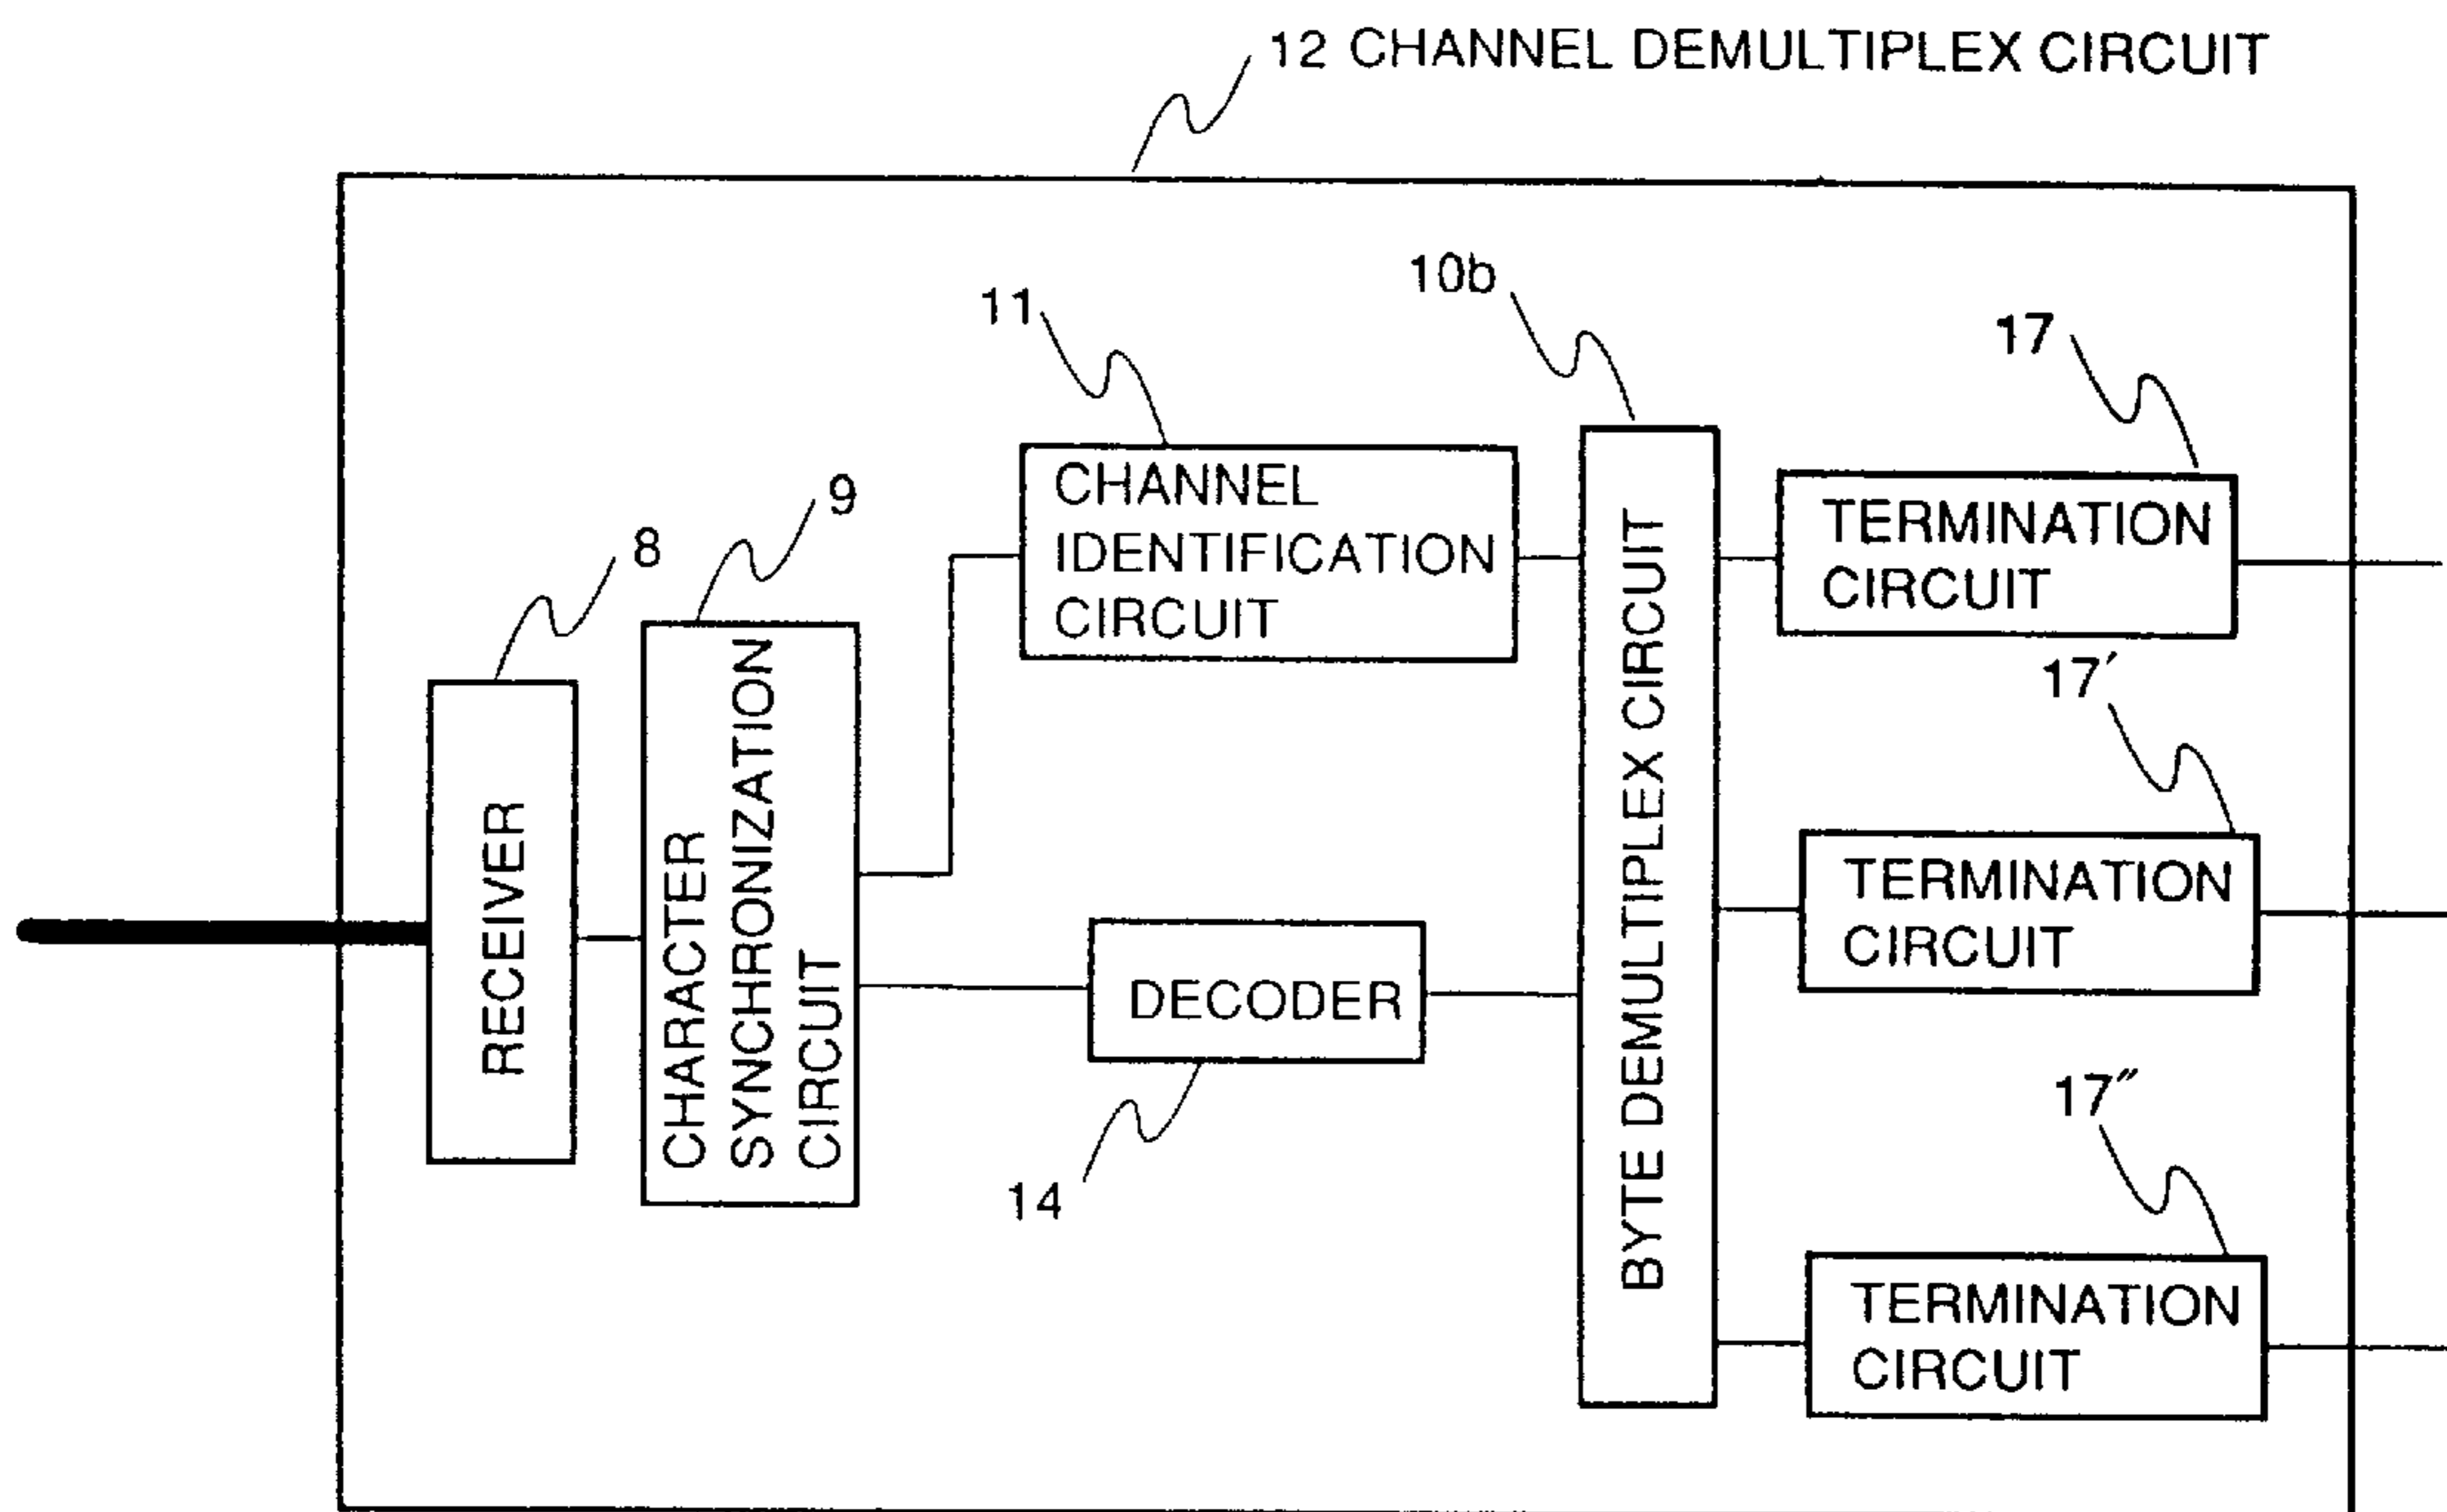 12 CHANNEL DEMULTIPLEX CIRCUIT
10b
11
17
CHANNEL
IDENTIFICATION
CIRCUIT
9
8
TERMINATION
CIRCUIT
17′
RECEIVER
CHARACTER
SYNCHRONIZATION
CIRCUIT
BYTE DEMULTIPLEX CIRCUIT
TERMINATION
CIRCUIT
DECODER
14
17″
TERMINATION
CIRCUIT